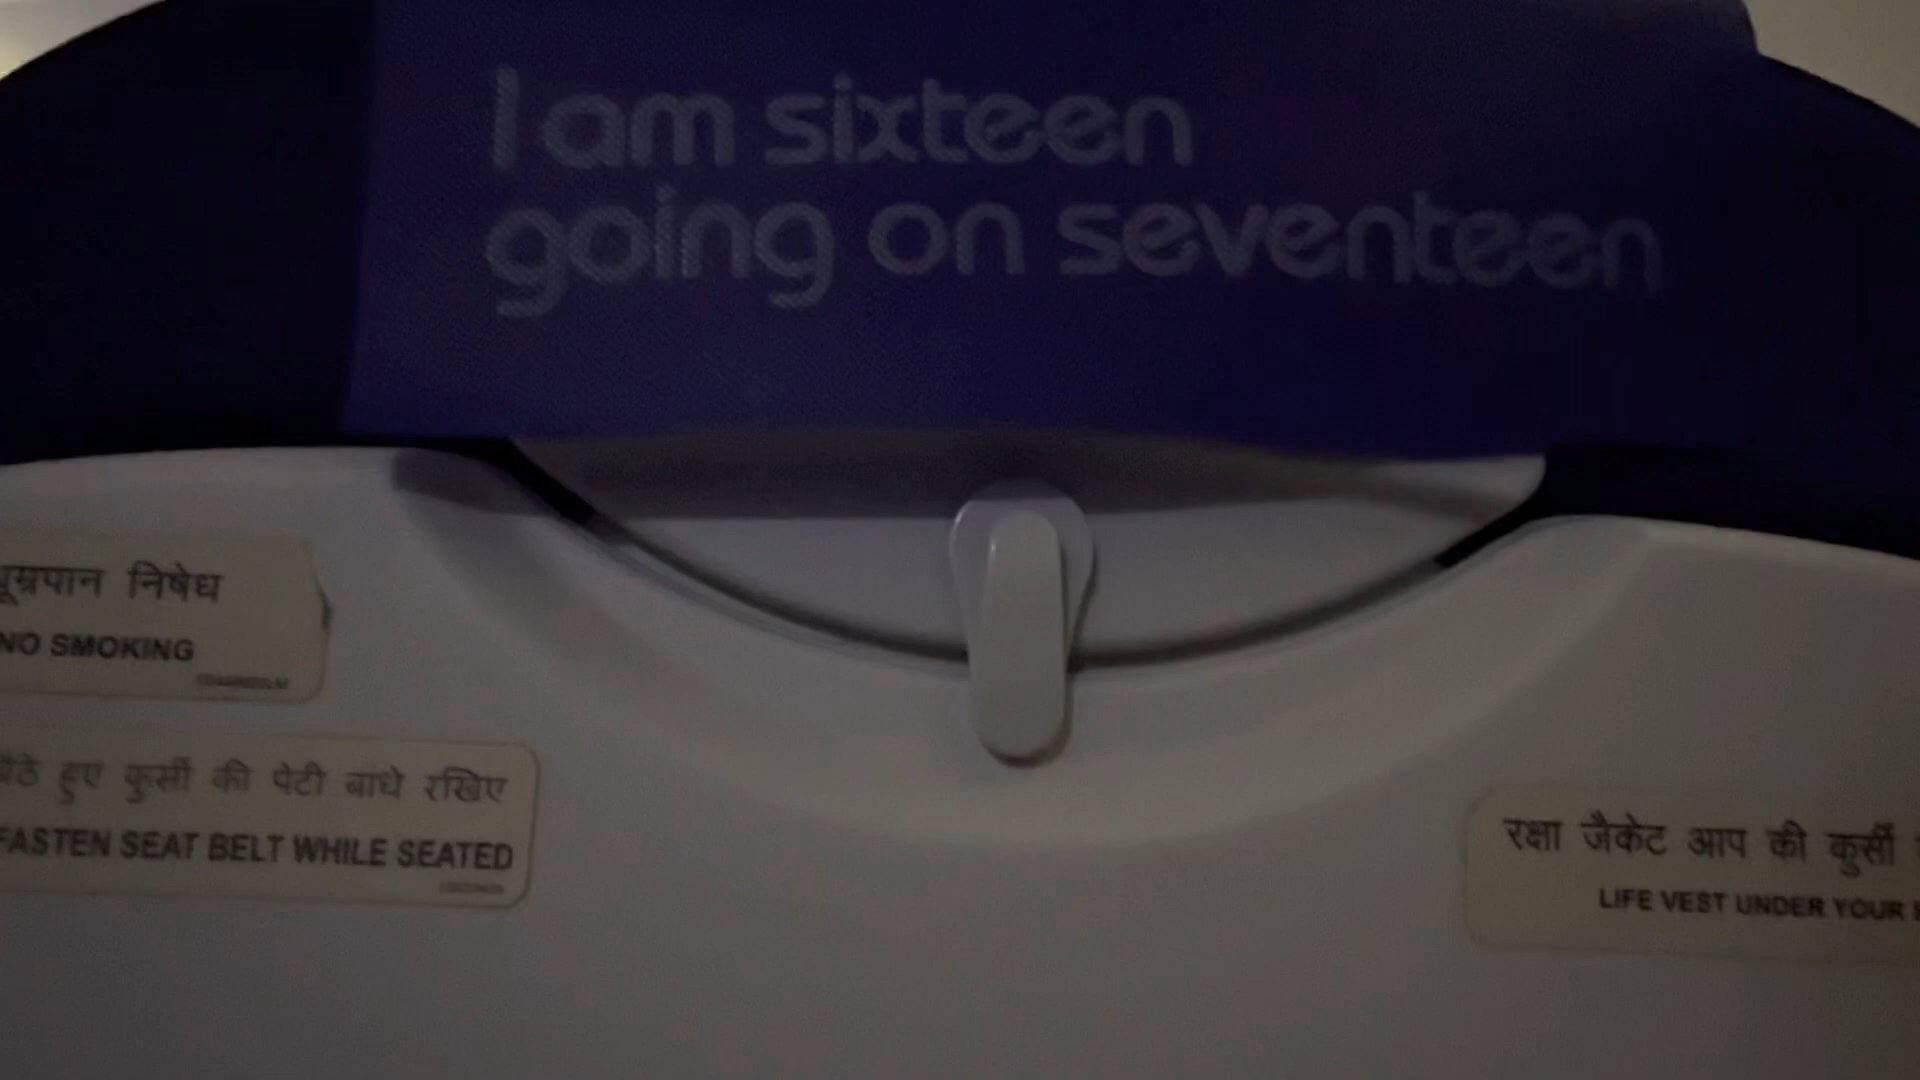 I am sixteen
going on seventeen
धूम्रपान निषेध
NO SMOKING
बैठे हुए कुर्सी की पेटी बाधे रखिए
FASTEN SEAT BELT WHILE SEATED
रक्षा जैकेट आप की कुर्सी
LIFE VEST UNDER YOUR